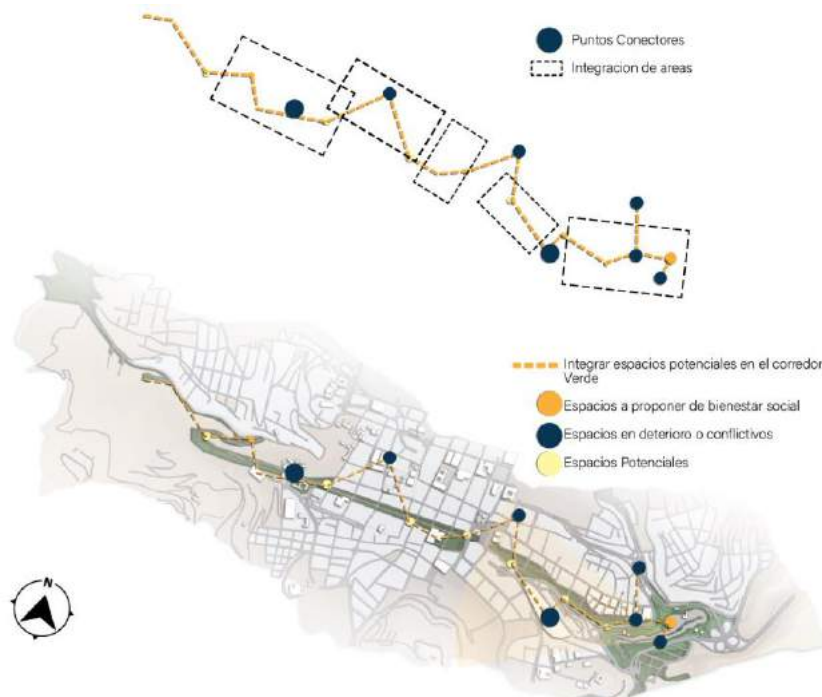 Puntos Conectores
Integracion de areas
Integrar espacios potenciales en el corredor
Verde
Espacios a proponer de bienestar social
Espacios en deterioro o conflictivos
Espacios Potenciales
N